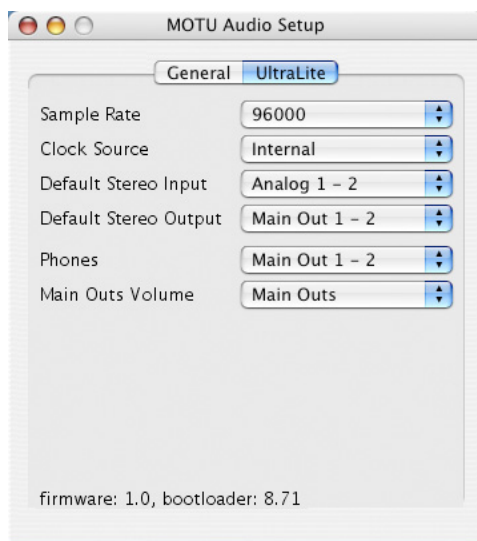 MOTU Audio Setup
General UltraLite
Sample Rate 96000
Clock Source Internal
Default Stereo Input Analog 1 – 2
Default Stereo Output Main Out 1 – 2
Phones Main Out 1 – 2
Main Outs Volume Main Outs
firmware: 1.0, bootloader: 8.71